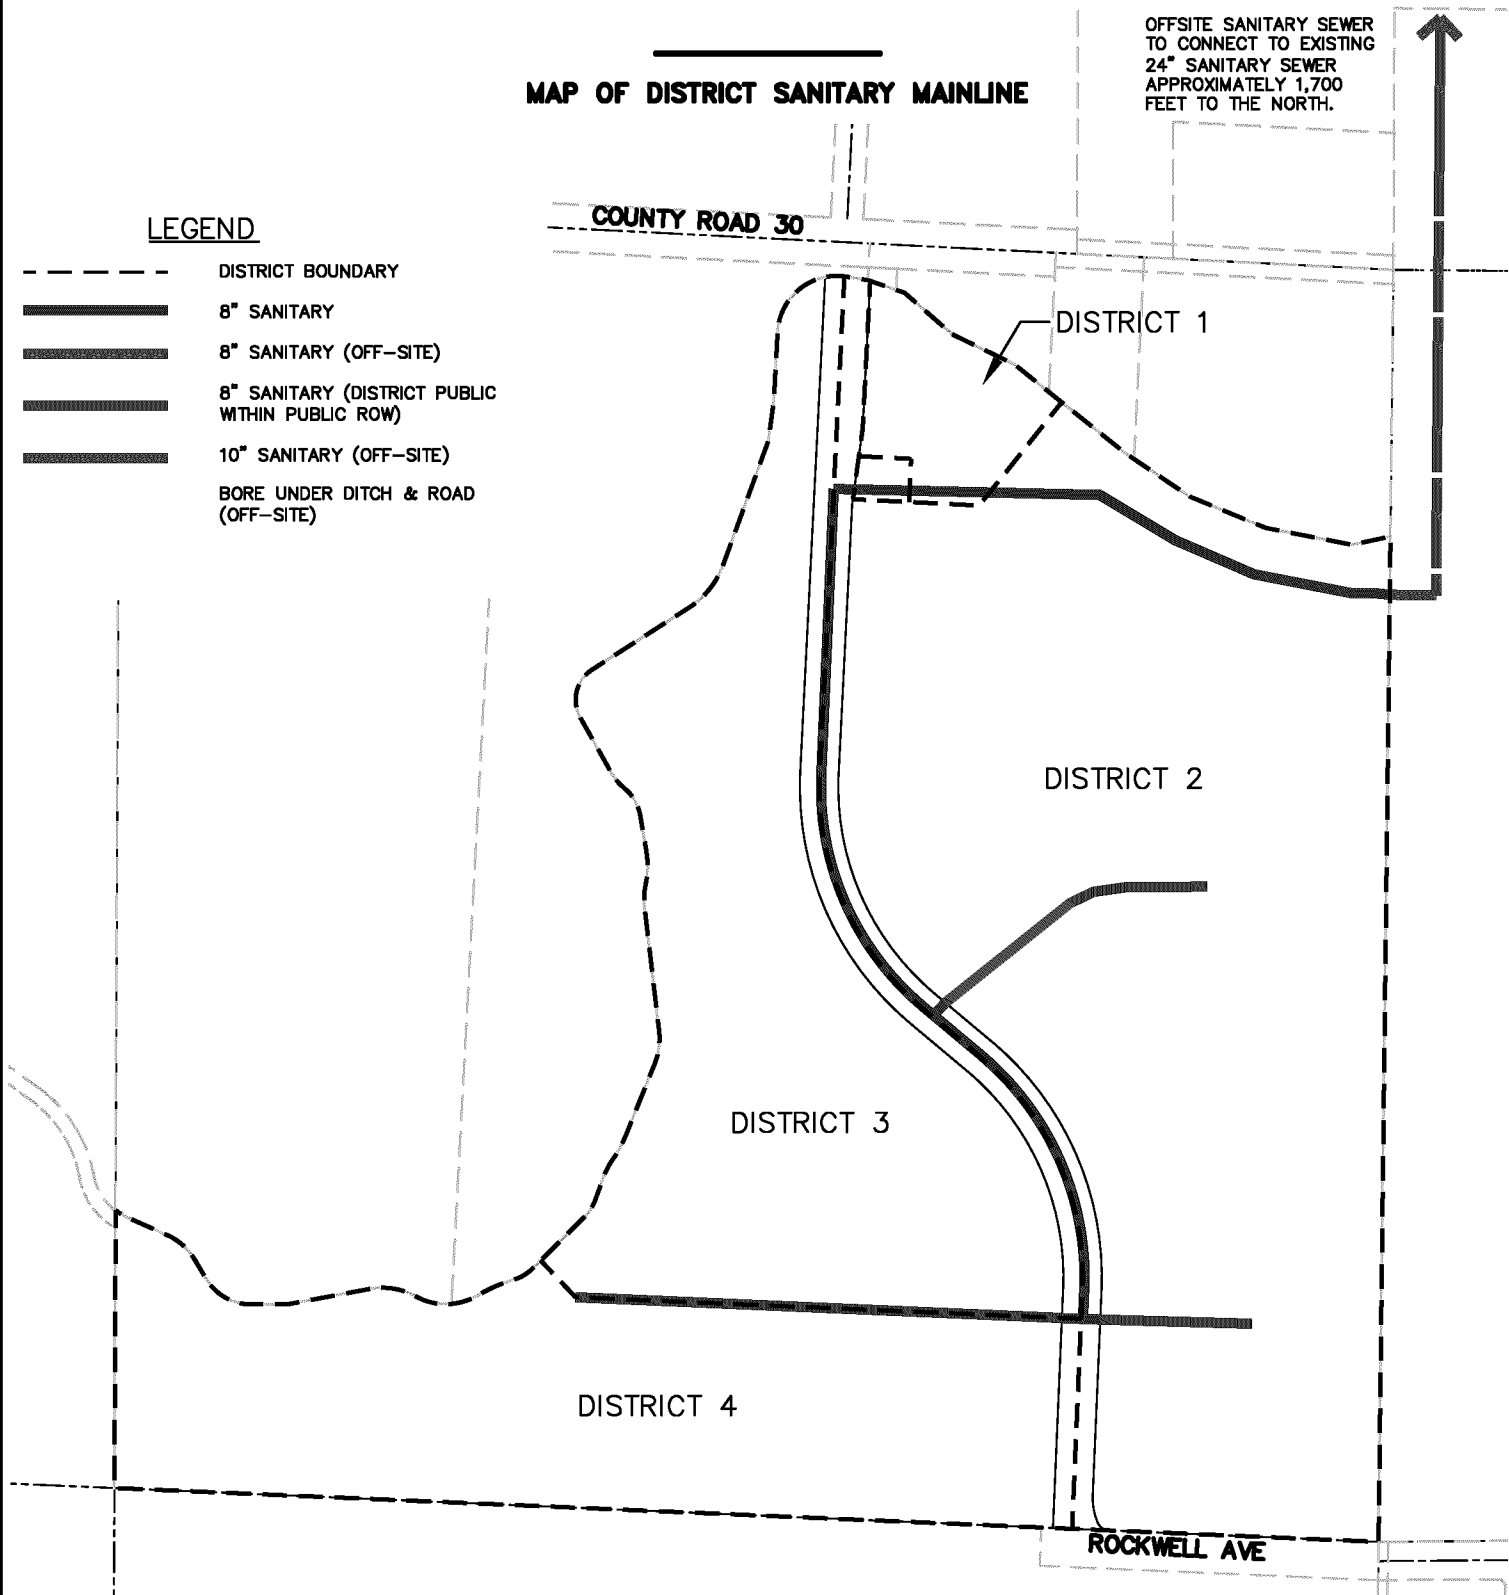 OFFSITE SANITARY SEWER
TO CONNECT TO EXISTING
24" SANITARY SEWER
APPROXIMATELY 1,700
FEET TO THE NORTH.
MAP OF DISTRICT SANITARY MAINLINE
COUNTY ROAD 30
LEGEND
DISTRICT BOUNDARY
8" SANITARY
8" SANITARY (OFF-SITE)
8" SANITARY (DISTRICT PUBLIC
WITHIN PUBLIC ROW)
10" SANITARY (OFF-SITE)
BORE UNDER DITCH & ROAD
(OFF-SITE)
DISTRICT 1
DISTRICT 2
DISTRICT 3
DISTRICT 4
ROCKWELL AVE